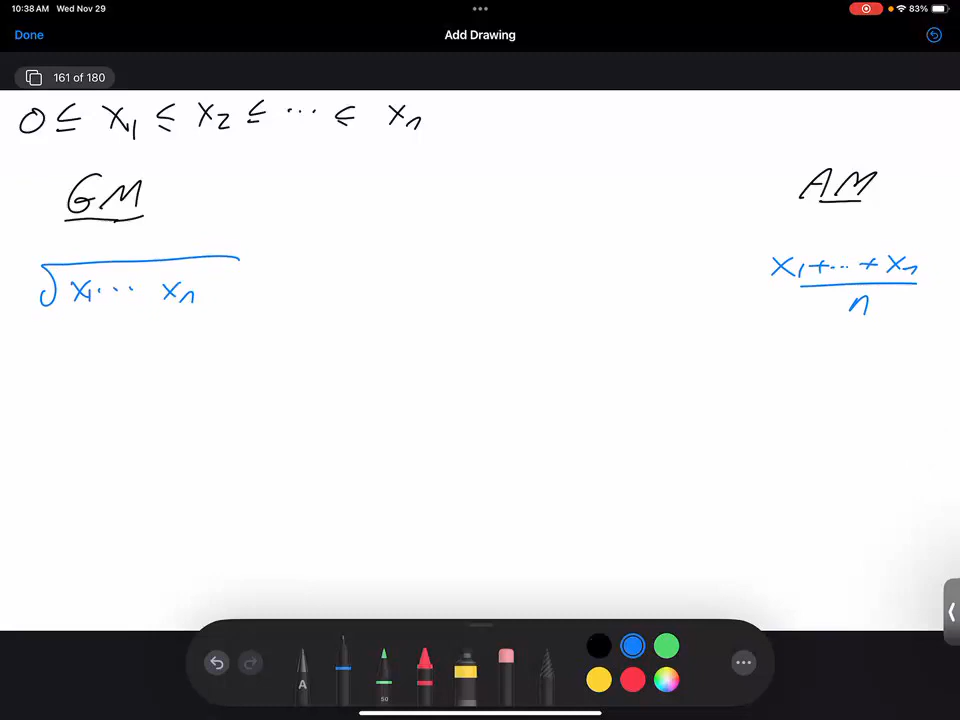 10:38 AM Wed Nov 29
83%
Done
Add Drawing
161 of 180
0 ≤ x₁ ≤ x₂ ≤ ⋯ ≤ xₙ
GM
AM
√(x₁ ⋯ xₙ)
(x₁ + ⋯ + xₙ) / n
A
50